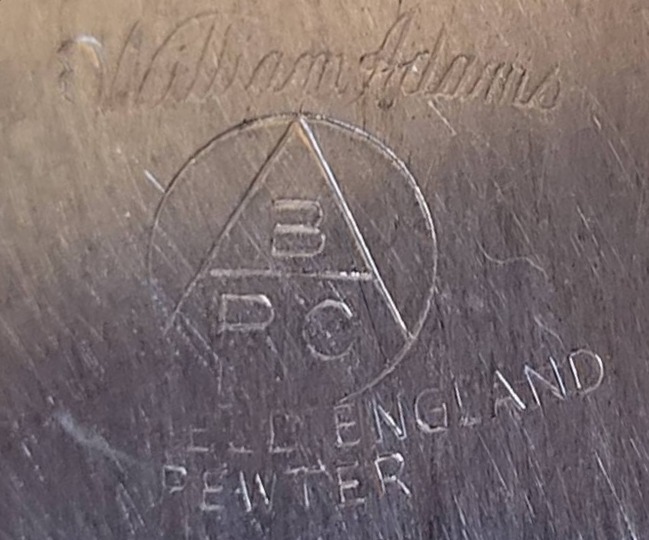 William Adams
B
P C
ENGLAND
PEWTER